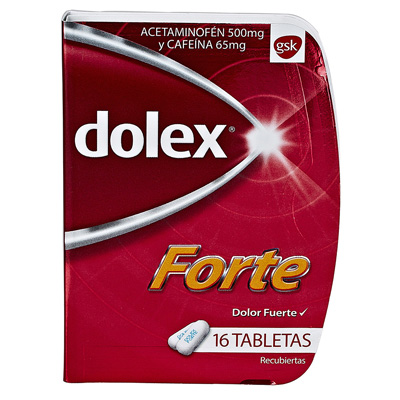 ACETAMINOFÉN 500mg
y CAFEÍNA 65mg
gsk
dolex®
Forte
Dolor Fuerte ✓
16 TABLETAS
Recubiertas